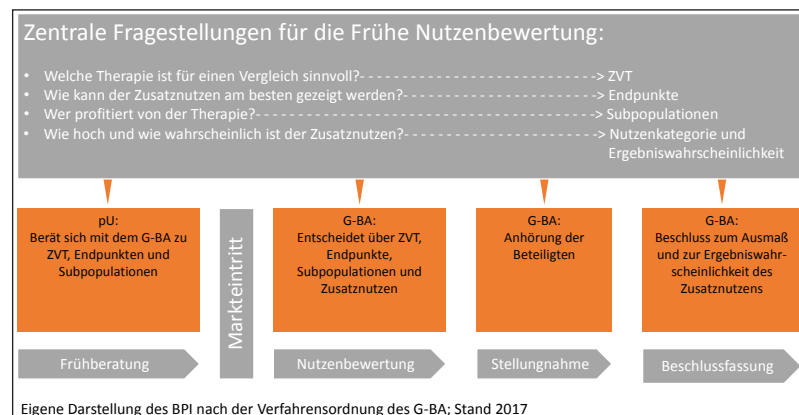 Zentrale Fragestellungen für die Frühe Nutzenbewertung:
• Welche Therapie ist für einen Vergleich sinnvoll?- - - - - - - - - - - - - - - - - - - - - - - - - - - -> ZVT
• Wie kann der Zusatznutzen am besten gezeigt werden?- - - - - - - - - - - - - - - - - - - - - - -> Endpunkte
• Wer profitiert von der Therapie?- - - - - - - - - - - - - - - - - - - - - - - - - - - - - - - - - - - - - - -> Subpopulationen
• Wie hoch und wie wahrscheinlich ist der Zusatznutzen?- - - - - - - - - - - - - - - - - - - - - - -> Nutzenkategorie und
Ergebniswahrscheinlichkeit
pU:
Berät sich mit dem G-BA zu
ZVT, Endpunkten und
Subpopulationen
Markteintritt
G-BA:
Entscheidet über ZVT,
Endpunkte,
Subpopulationen und
Zusatznutzen
G-BA:
Anhörung der
Beteiligten
G-BA:
Beschluss zum Ausmaß
und zur Ergebniswahr-
scheinlichkeit des
Zusatznutzens
Frühberatung
Nutzenbewertung
Stellungnahme
Beschlussfassung
Eigene Darstellung des BPI nach der Verfahrensordnung des G-BA; Stand 2017